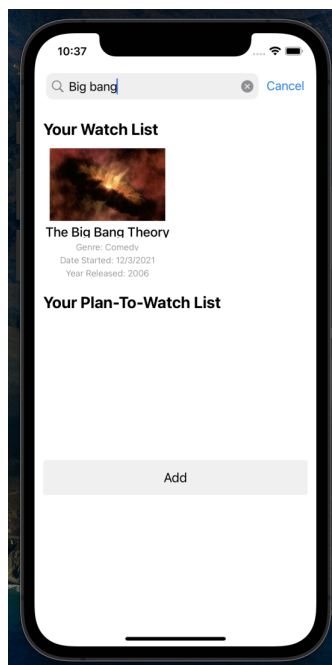 10:37
Big bang
Cancel
Your Watch List
The Big Bang Theory
Genre: Comedy
Date Started: 12/3/2021
Year Released: 2006
Your Plan-To-Watch List
Add